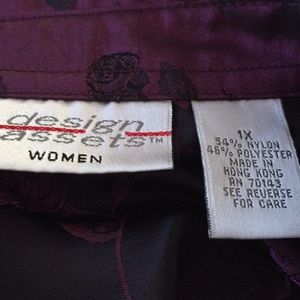 design
assets™
WOMEN
1X
54% NYLON
46% POLYESTER
MADE IN
HONG KONG
RN 70143
SEE REVERSE
FOR CARE